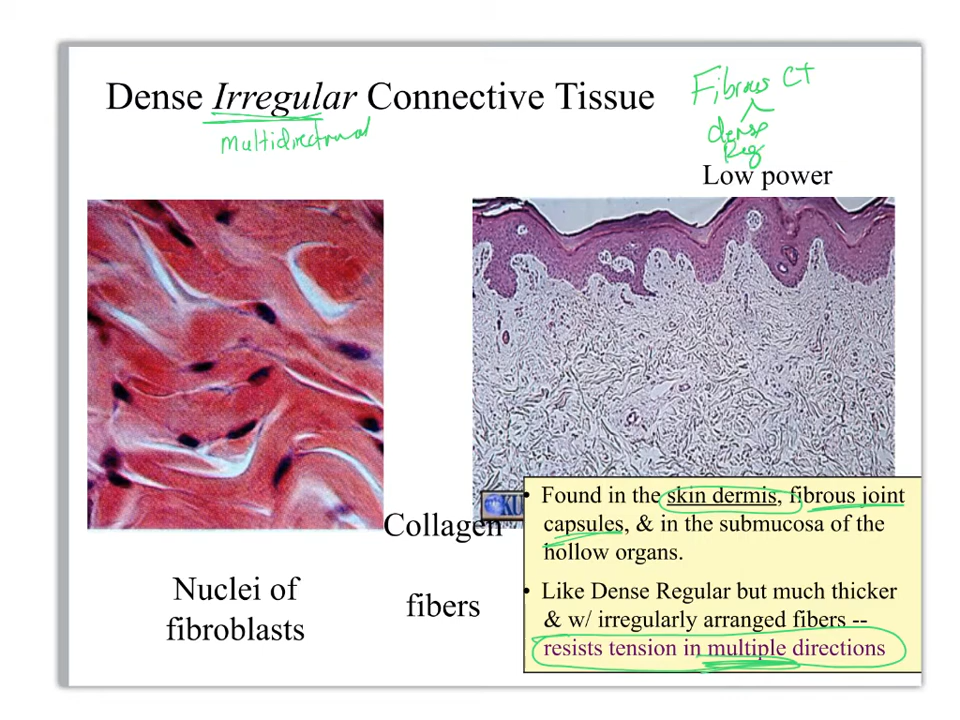 Dense Irregular Connective Tissue
multidirectional
Fibrous CT
dense
Reg
Low power
KU
Collagen
fibers
Nuclei of
fibroblasts
• Found in the skin dermis, fibrous joint
capsules, & in the submucosa of the
hollow organs.
• Like Dense Regular but much thicker
& w/ irregularly arranged fibers --
resists tension in multiple directions